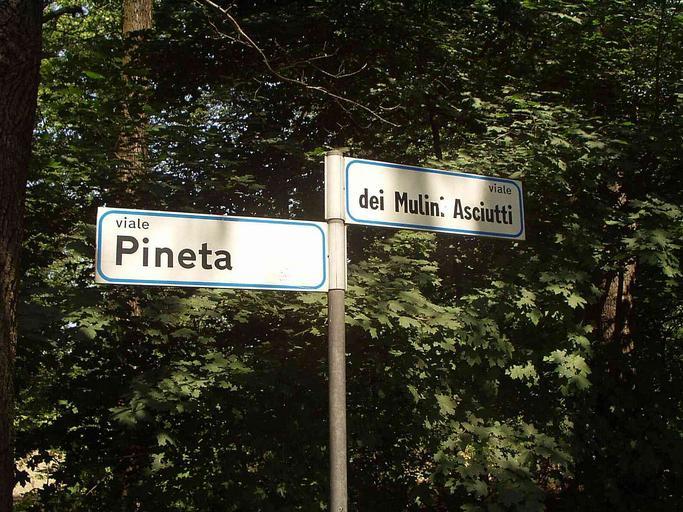 viale
Pineta
viale
dei Mulini Asciutti